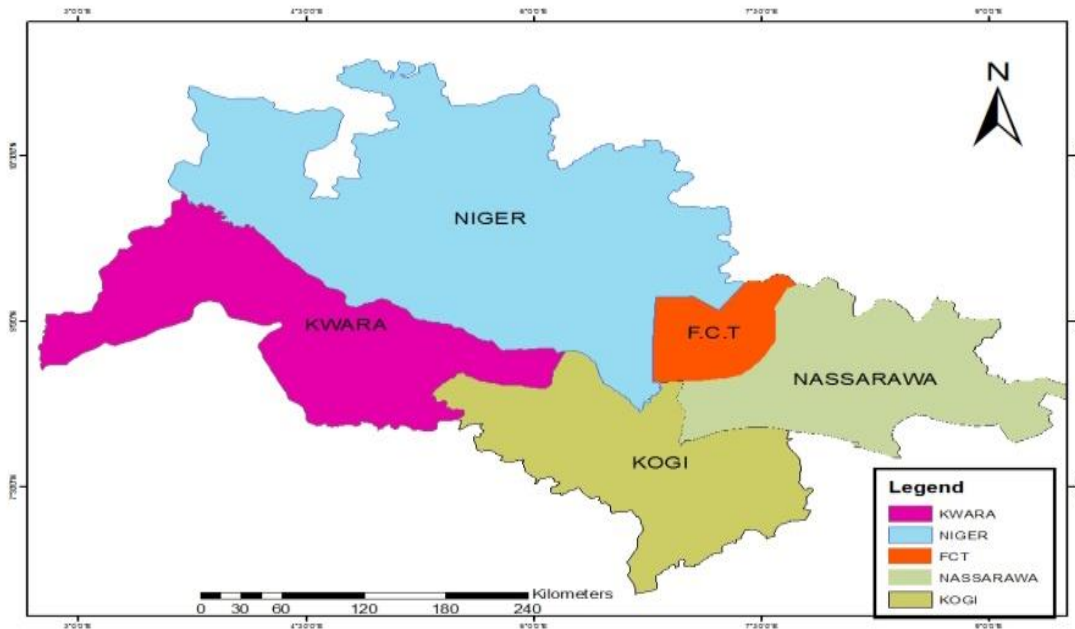 N
NIGER
KWARA
F.C.T
NASSARAWA
KOGI
Legend
KWARA
NIGER
FCT
NASSARAWA
KOGI
Kilometers
0 30 60 120 180 240